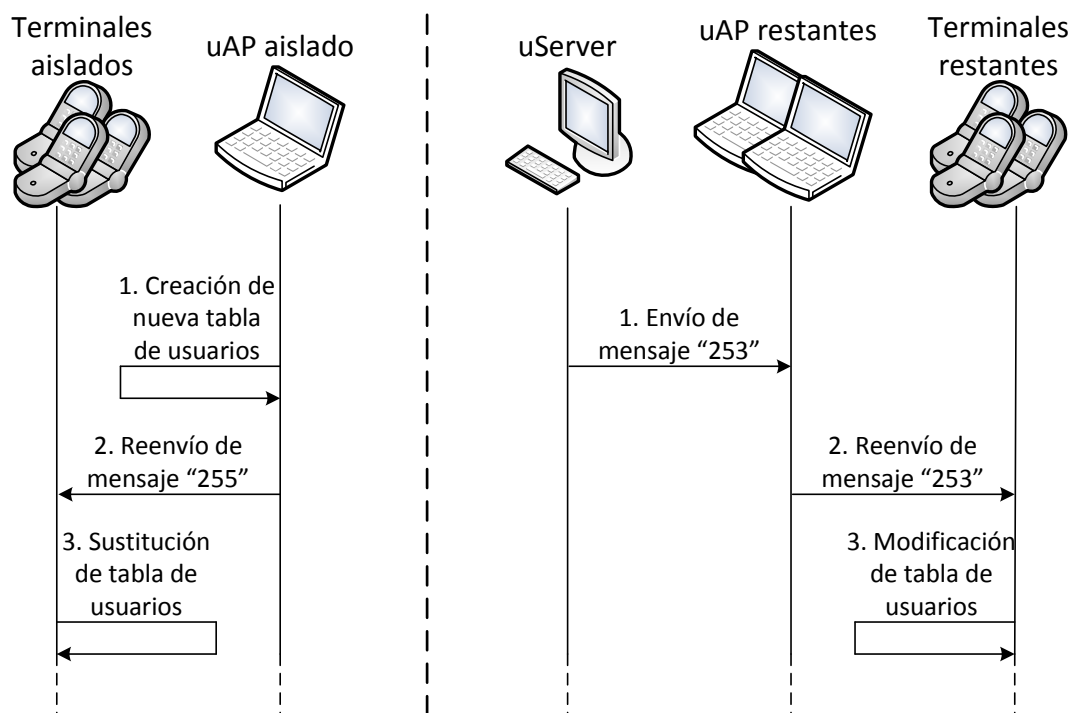 Terminales
aislados
uAP aislado
uServer
uAP restantes
Terminales
restantes
1. Creación de
nueva tabla
de usuarios
1. Envío de
mensaje “253”
2. Reenvío de
mensaje “255”
2. Reenvío de
mensaje “253”
3. Sustitución
de tabla de
usuarios
3. Modificación
de tabla de
usuarios